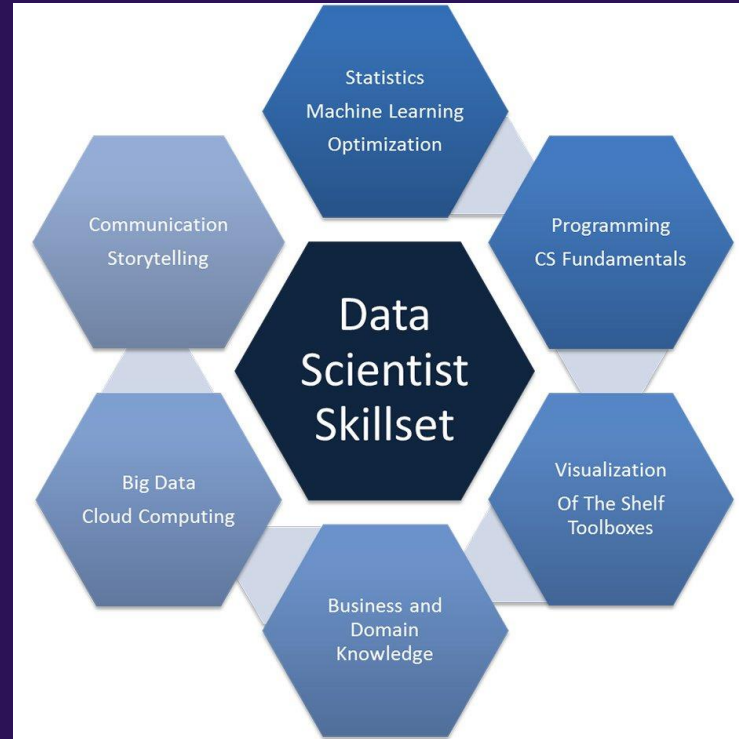 Statistics
Machine Learning
Optimization
Programming
CS Fundamentals
Visualization
Of The Shelf
Toolboxes
Business and
Domain
Knowledge
Big Data
Cloud Computing
Communication
Storytelling
Data
Scientist
Skillset